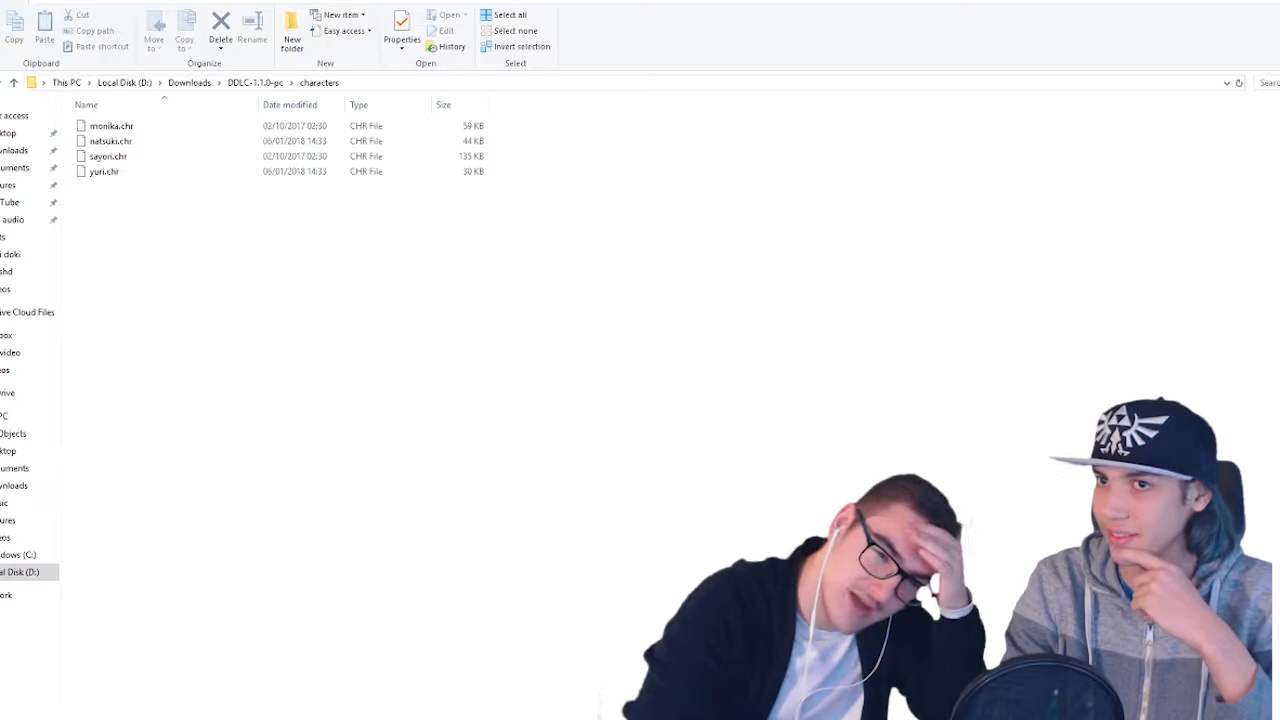 Copy
Paste
Cut
Copy path
Paste shortcut
Clipboard
Move to
Copy to
Delete
Rename
Organize
New folder
New item
Easy access
New
Properties
Open
Edit
History
Open
Select all
Select none
Invert selection
Select
This PC > Local Disk (D:) > Downloads > DDLC-1.1.0-pc > characters
Searc
Name Date modified Type Size
monika.chr 02/10/2017 02:30 CHR File 59 KB
natsuki.chr 06/01/2018 14:33 CHR File 44 KB
sayori.chr 02/10/2017 02:30 CHR File 135 KB
yuri.chr 06/01/2018 14:33 CHR File 30 KB
c access
ktop
vnloads
uments
ures
Tube
audio
ts
i doki
shd
eos
ive Cloud Files
box
video
eos
Drive
PC
Objects
ktop
uments
vnloads
sic
ures
eos
dows (C:)
al Disk (D:)
ork